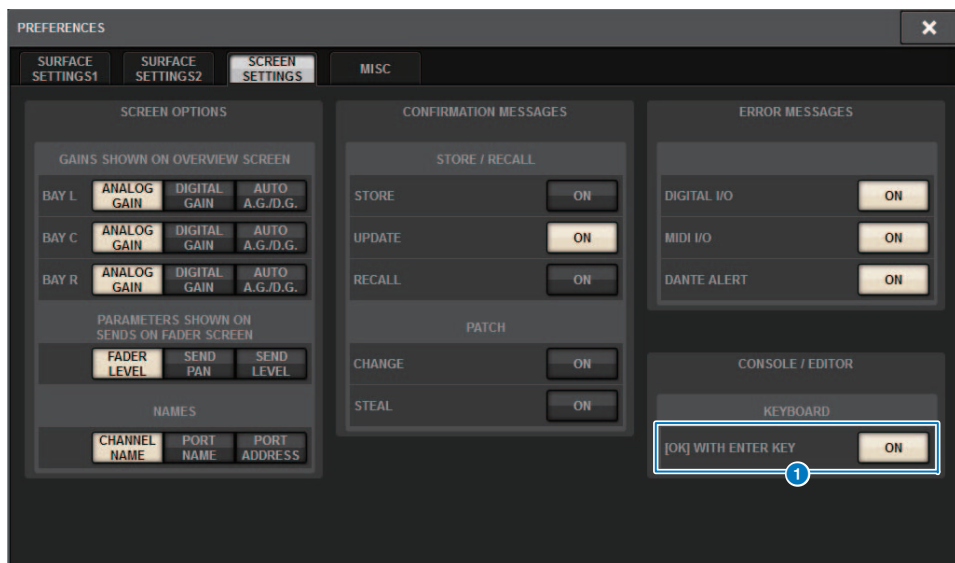 PREFERENCES
×
SURFACE
SETTINGS1
SURFACE
SETTINGS2
SCREEN
SETTINGS
MISC
SCREEN OPTIONS
GAINS SHOWN ON OVERVIEW SCREEN
BAY L
ANALOG
GAIN
DIGITAL
GAIN
AUTO
A.G./D.G.
BAY C
ANALOG
GAIN
DIGITAL
GAIN
AUTO
A.G./D.G.
BAY R
ANALOG
GAIN
DIGITAL
GAIN
AUTO
A.G./D.G.
PARAMETERS SHOWN ON
SENDS ON FADER SCREEN
FADER
LEVEL
SEND
PAN
SEND
LEVEL
NAMES
CHANNEL
NAME
PORT
NAME
PORT
ADDRESS
CONFIRMATION MESSAGES
STORE / RECALL
STORE ON
UPDATE ON
RECALL ON
PATCH
CHANGE ON
STEAL ON
ERROR MESSAGES
DIGITAL I/O ON
MIDI I/O ON
DANTE ALERT ON
CONSOLE / EDITOR
KEYBOARD
[OK] WITH ENTER KEY ON
1